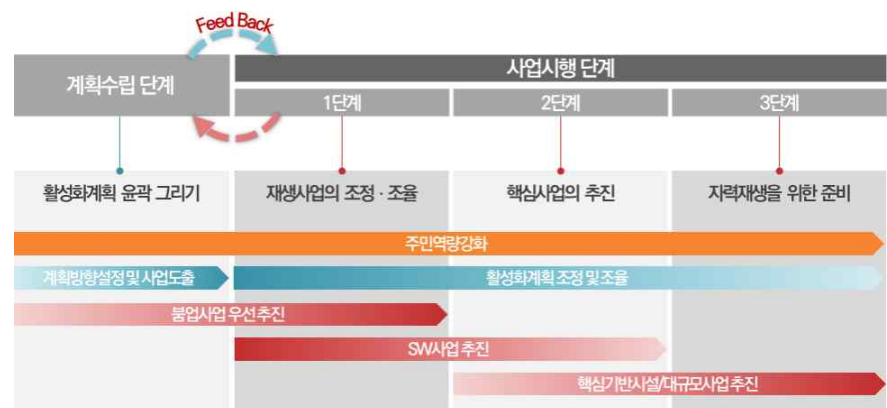 Feed Back
계획수립 단계
사업시행 단계
1단계
2단계
3단계
활성화계획 윤곽 그리기
재생사업의 조정·조율
핵심사업의 추진
자력재생을 위한 준비
주민역량강화
계획방향설정 및 사업도출
활성화계획 조정 및 조율
붐업사업 우선 추진
SW사업 추진
핵심기반시설/대규모사업 추진